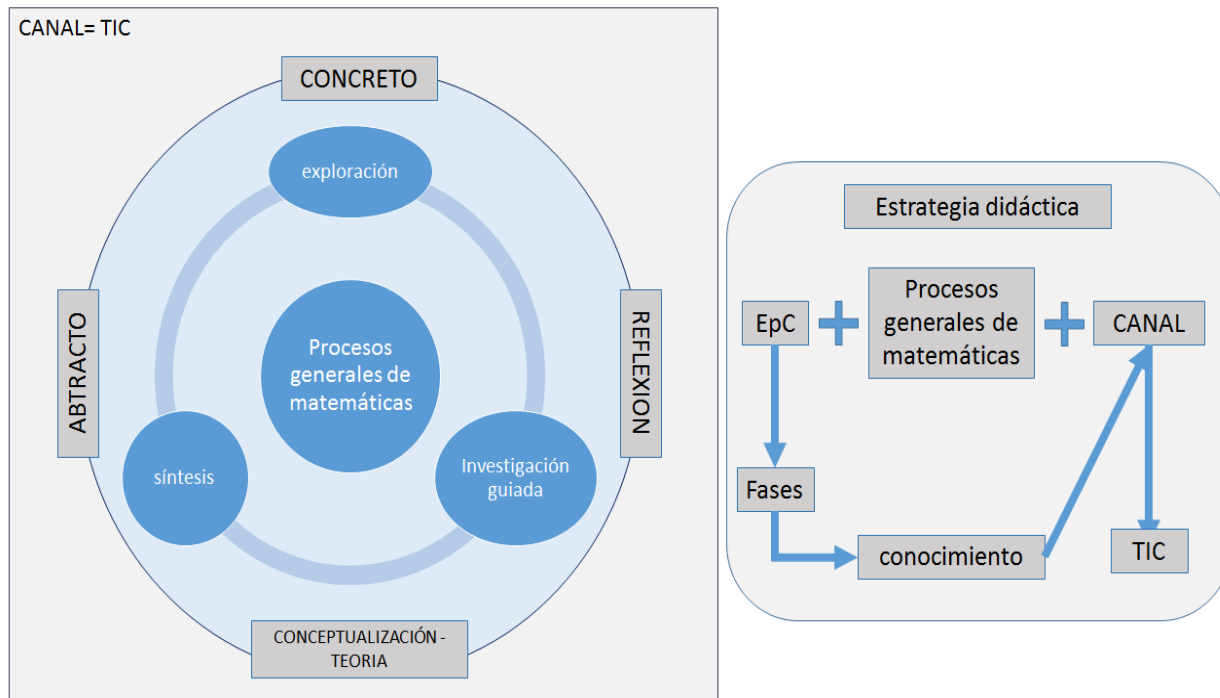 CANAL= TIC
CONCRETO
exploración
ABTRACTO
REFLEXION
Procesos
generales de
matemáticas
síntesis
Investigación
guiada
CONCEPTUALIZACIÓN -
TEORIA
Estrategia didáctica
EpC
Procesos
generales de
matemáticas
CANAL
Fases
conocimiento
TIC